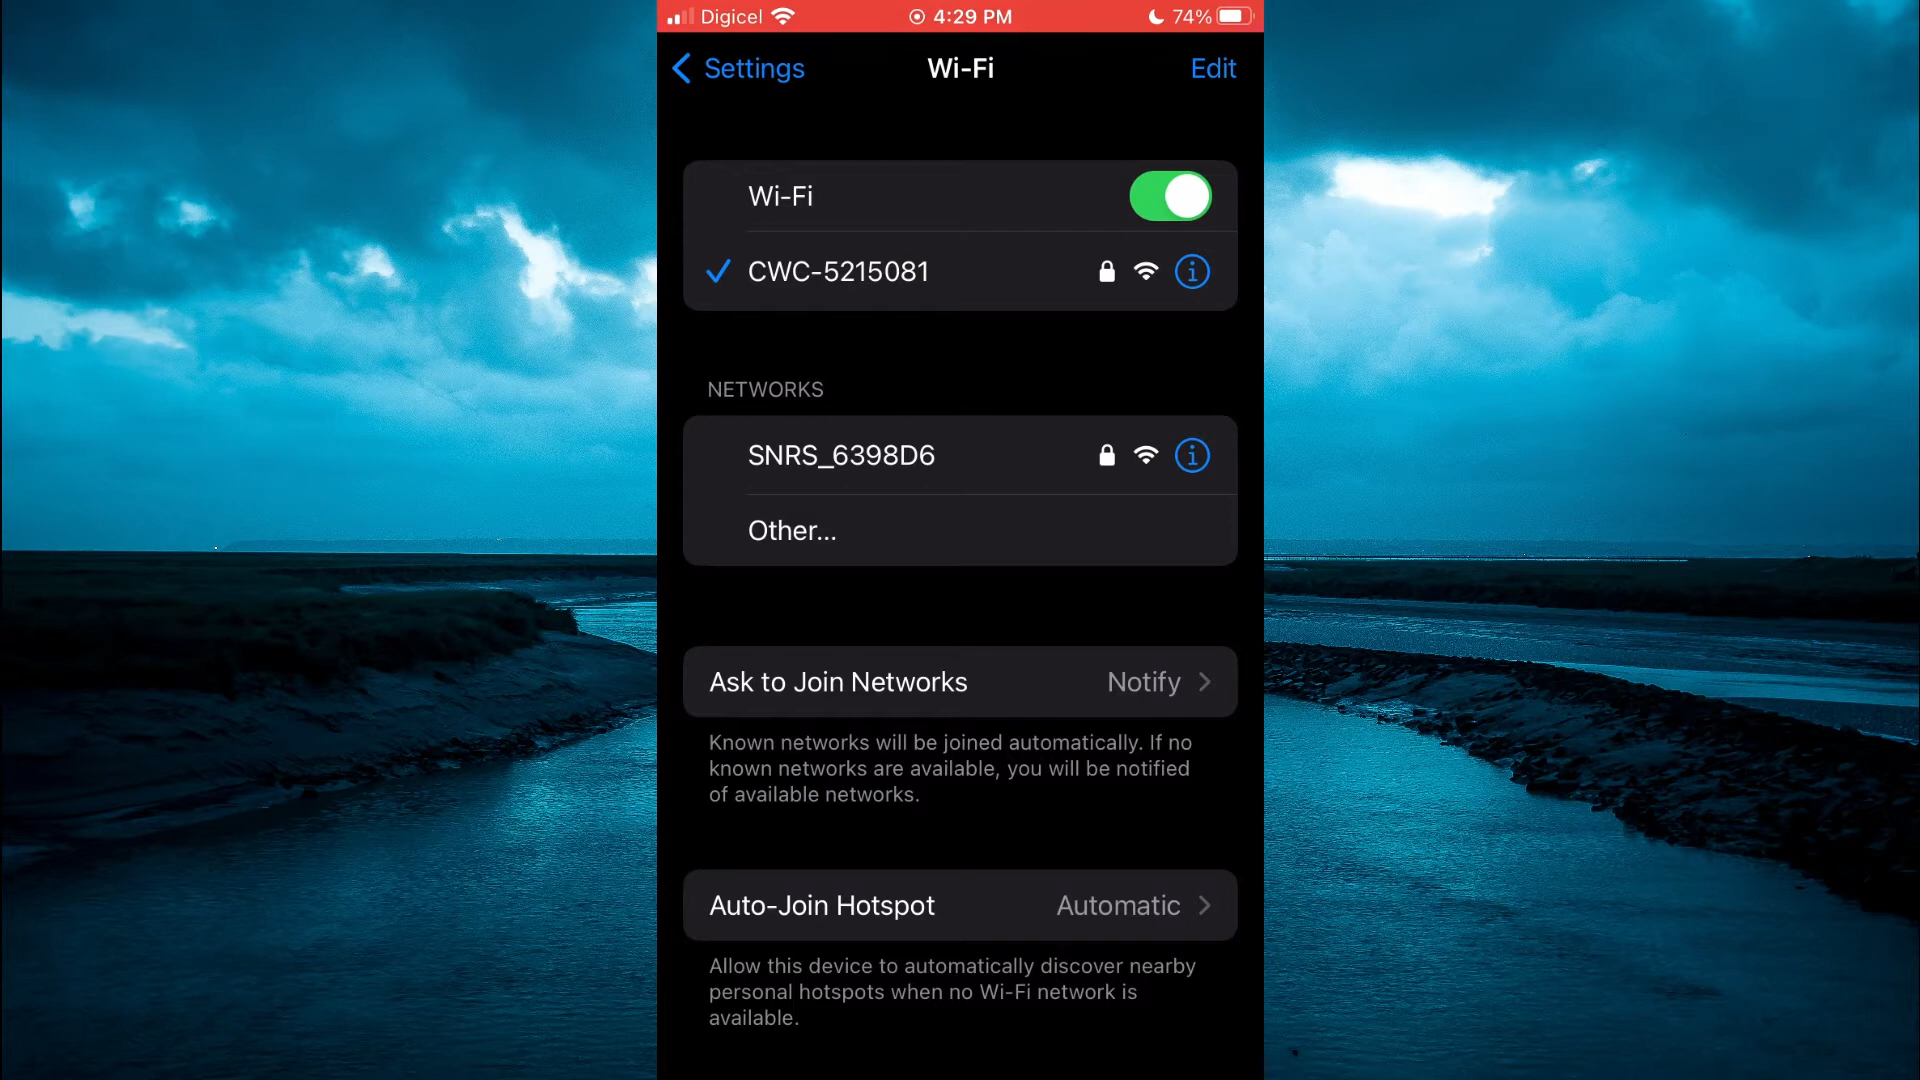 Digicel 4:29 PM 74%
Settings Wi-Fi Edit
Wi-Fi
CWC-5215081
NETWORKS
SNRS_6398D6
Other...
Ask to Join Networks Notify
Known networks will be joined automatically. If no
known networks are available, you will be notified
of available networks.
Auto-Join Hotspot Automatic
Allow this device to automatically discover nearby
personal hotspots when no Wi-Fi network is
available.